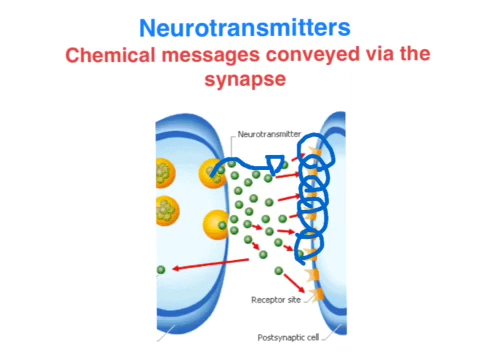 Neurotransmitters
Chemical messages conveyed via the
synapse
Neurotransmitter
Receptor site
Postsynaptic cell